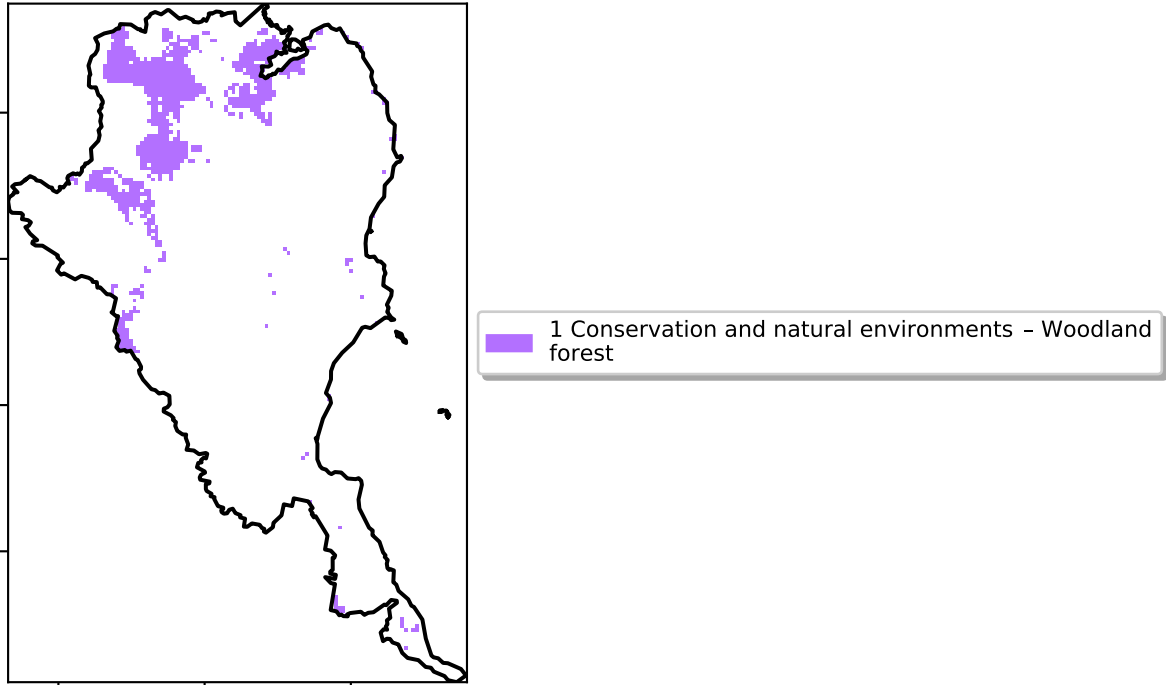 1 Conservation and natural environments – Woodland
forest